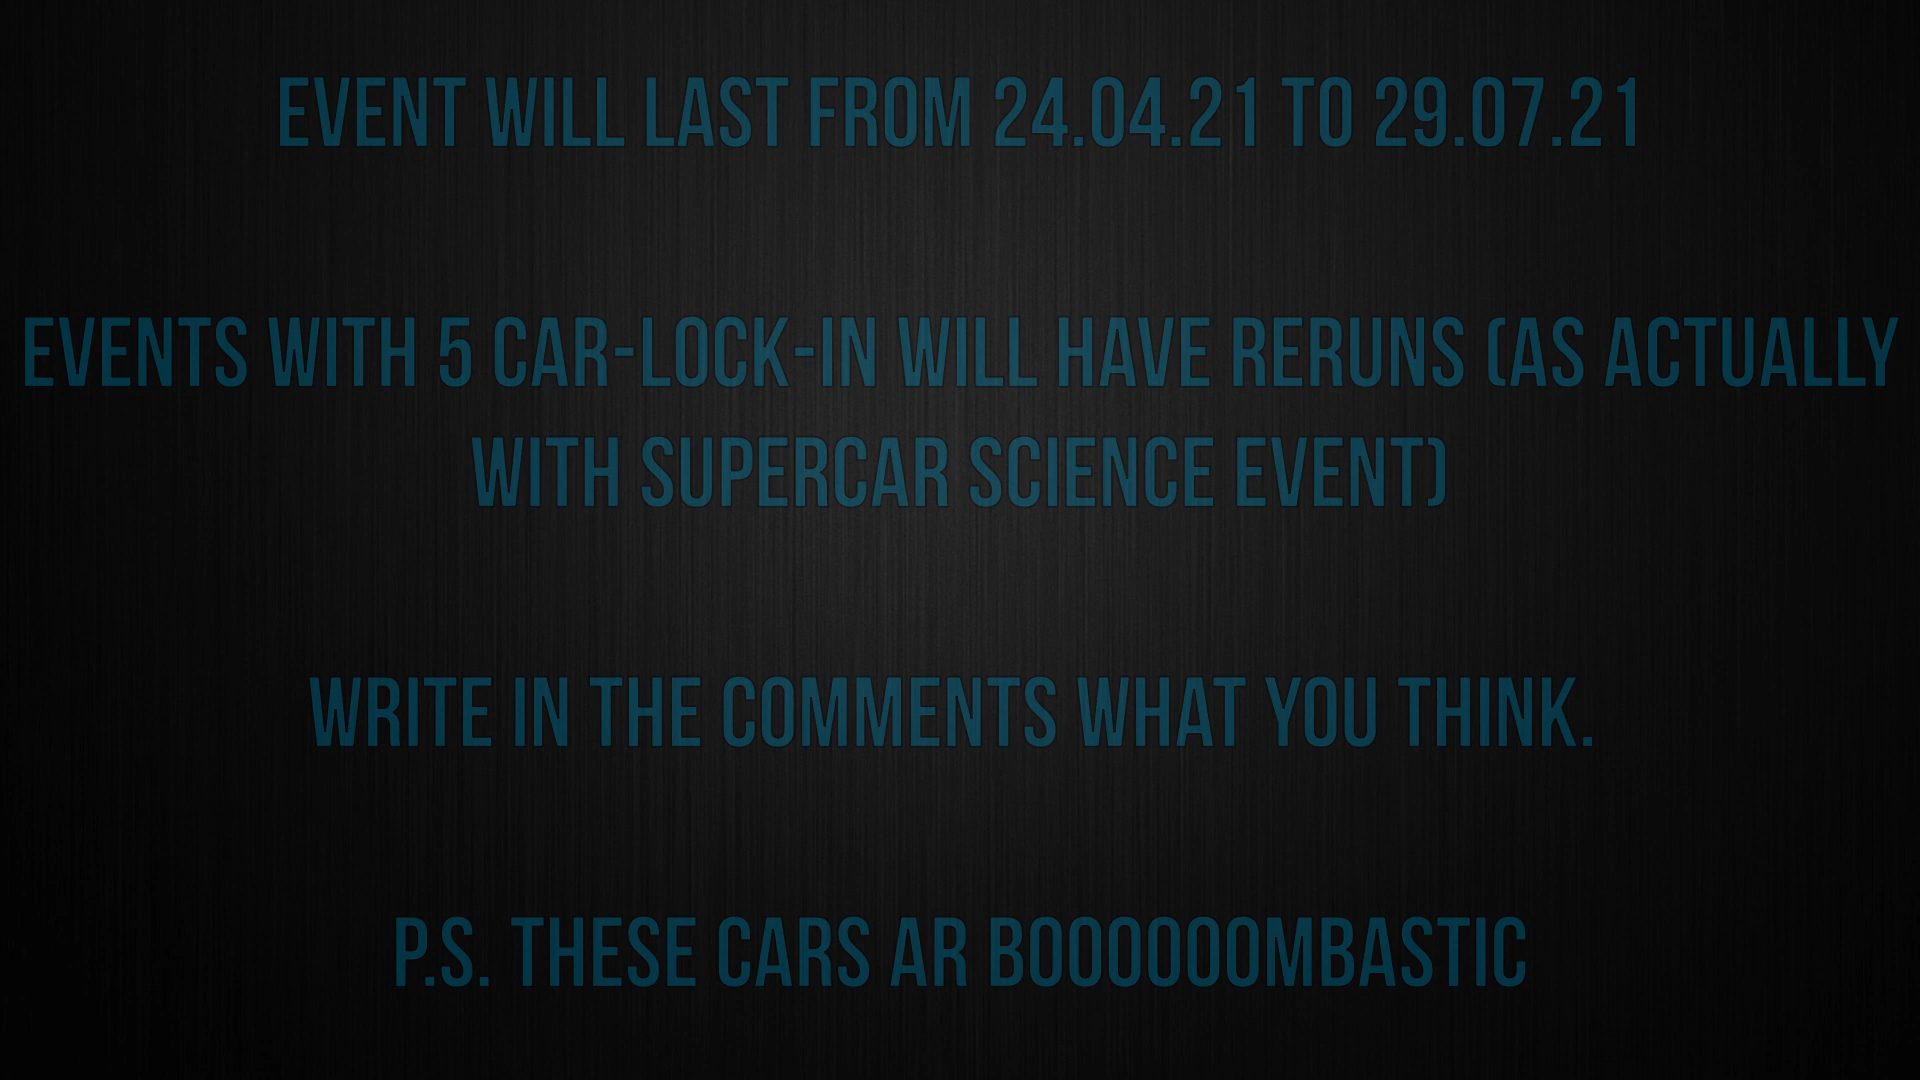 EVENT WILL LAST FROM 24.04.21 TO 29.07.21
EVENTS WITH 5 CAR-LOCK-IN WILL HAVE RERUNS (AS ACTUALLY
WITH SUPERCAR SCIENCE EVENT)
WRITE IN THE COMMENTS WHAT YOU THINK.
P.S. THESE CARS AR BOOOOOOMBASTIC